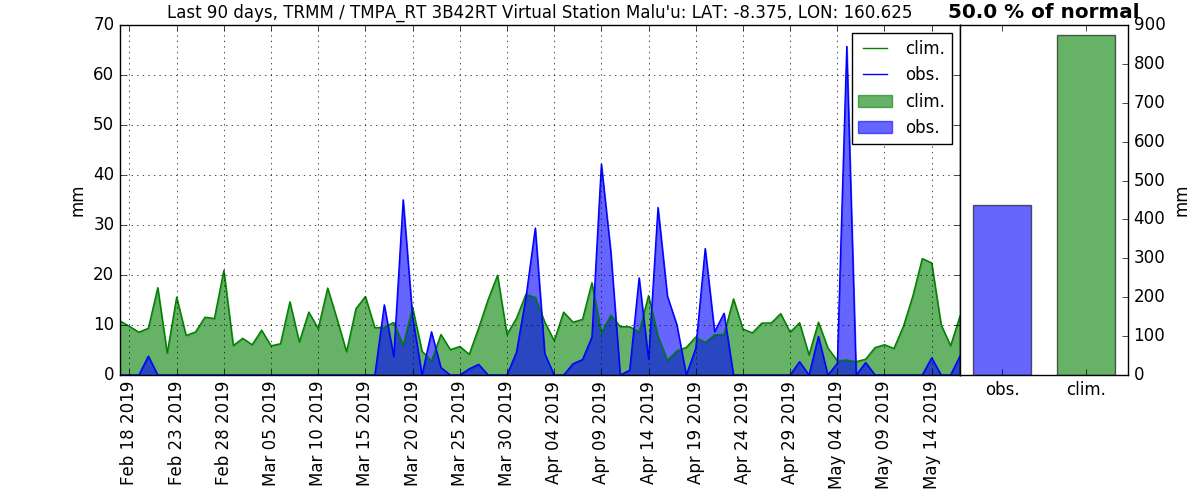 Last 90 days, TRMM / TMPA_RT 3B42RT Virtual Station Malu'u: LAT: -8.375, LON: 160.625
50.0 % of normal
70
60
50
40
30
20
10
0
mm
clim.
obs.
clim.
obs.
900
800
700
600
500
400
300
200
100
0
mm
obs.
clim.
Feb 18 2019
Feb 23 2019
Feb 28 2019
Mar 05 2019
Mar 10 2019
Mar 15 2019
Mar 20 2019
Mar 25 2019
Mar 30 2019
Apr 04 2019
Apr 09 2019
Apr 14 2019
Apr 19 2019
Apr 24 2019
Apr 29 2019
May 04 2019
May 09 2019
May 14 2019